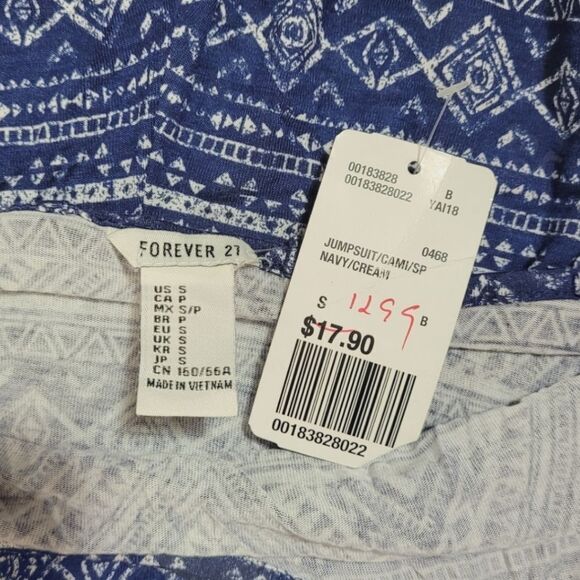 FOREVER 21
US S
CA P
MX S/P
BR P
EU S
UK S
KR S
JP S
CN 160/66A
MADE IN VIETNAM
00183828
00183828022
B
YAI18
0468
JUMPSUIT/CAMI/SP
NAVY/CREAM
S 1299 B
$17.90
00183828022